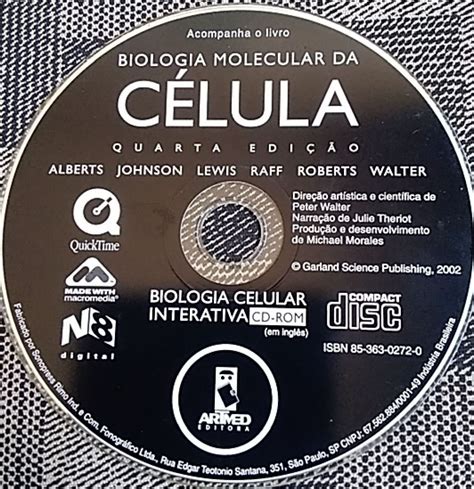 Acompanha o livro
BIOLOGIA MOLECULAR DA
CÉLULA
QUARTA EDIÇÃO
ALBERTS JOHNSON LEWIS RAFF ROBERTS WALTER
QuickTime
MADE WITH
macromedia®
N8
digital
Direção artística e científica de
Peter Walter
Narração de Julie Theriot
Produção e desenvolvimento
de Michael Morales
© Garland Science Publishing, 2002
BIOLOGIA CELULAR
INTERATIVA CD-ROM
(em inglês)
COMPACT
disc
ISBN 85-363-0272-0
ARTMED
EDITORA
Fabricado por Sonopress Rimo Ind. e Com. Fonográfico Ltda., Rua Edgar Teotonio Santana, 351, São Paulo, SP CNPJ: 67.562.884/0001-49 Indústria Brasileira